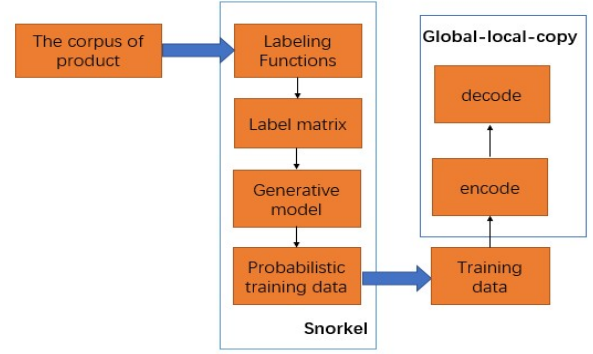 The corpus of
product
Labeling
Functions
Label matrix
Generative
model
Probabilistic
training data
Snorkel
Training
data
encode
decode
Global-local-copy